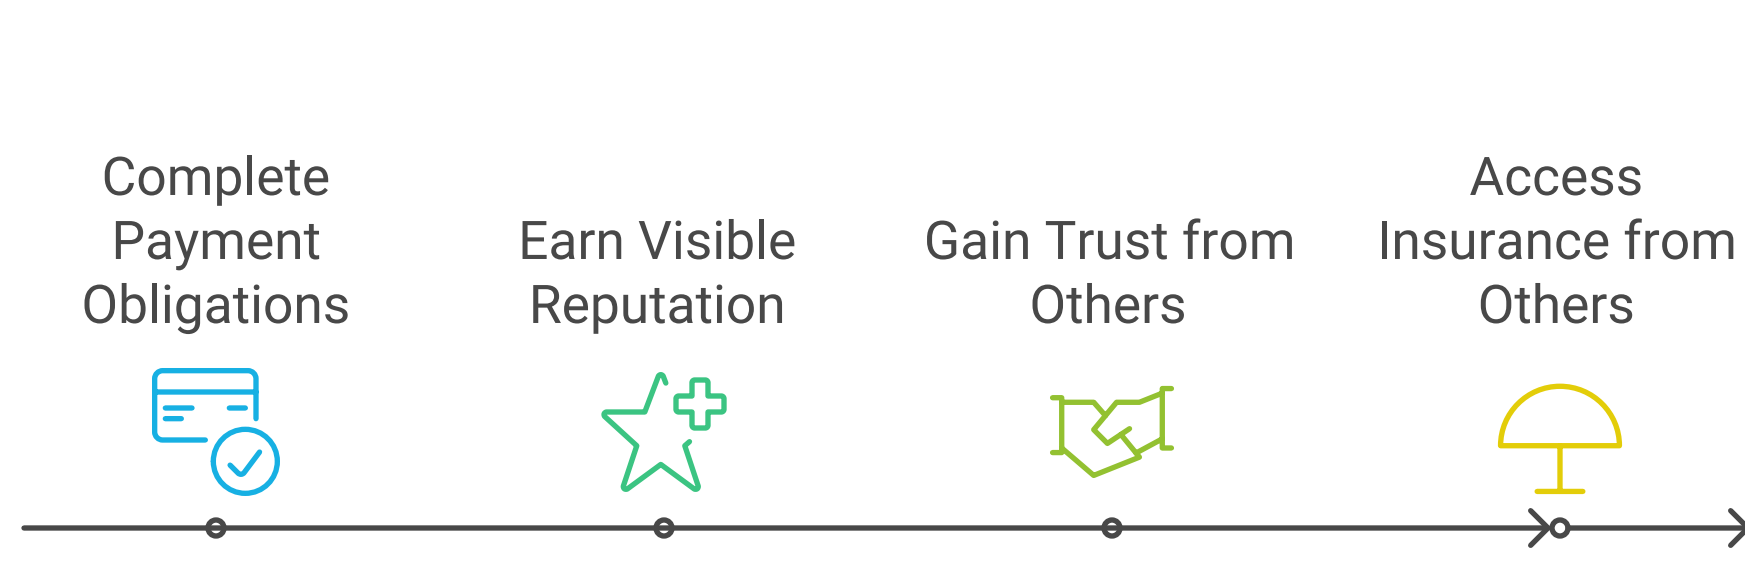 Complete
Payment
Obligations
Earn Visible
Reputation
Gain Trust from
Others
Access
Insurance from
Others